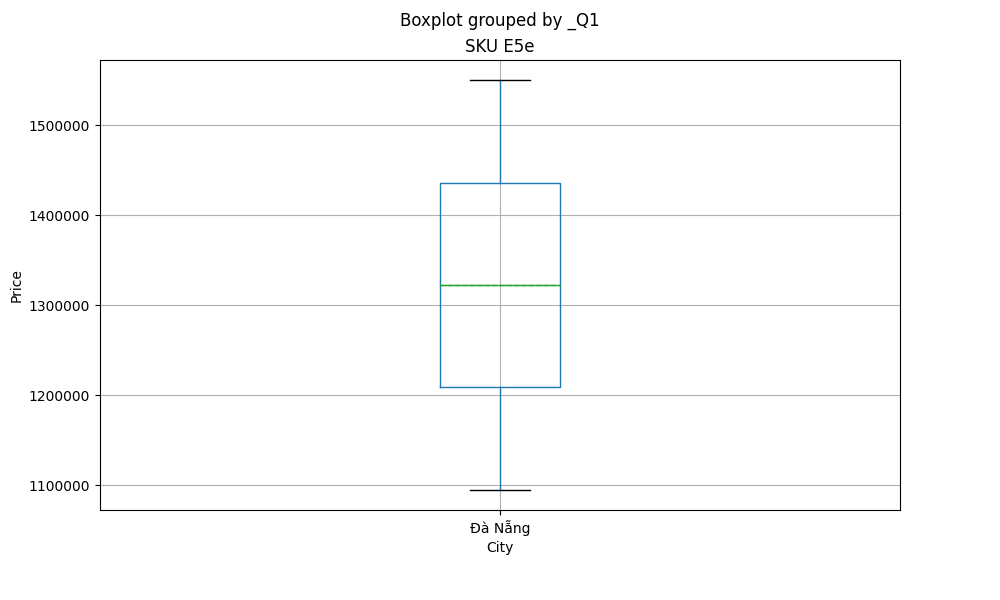 Boxplot grouped by _Q1
SKU E5e
1500000
1400000
1300000
1200000
1100000
Price
Đà Nẵng
City